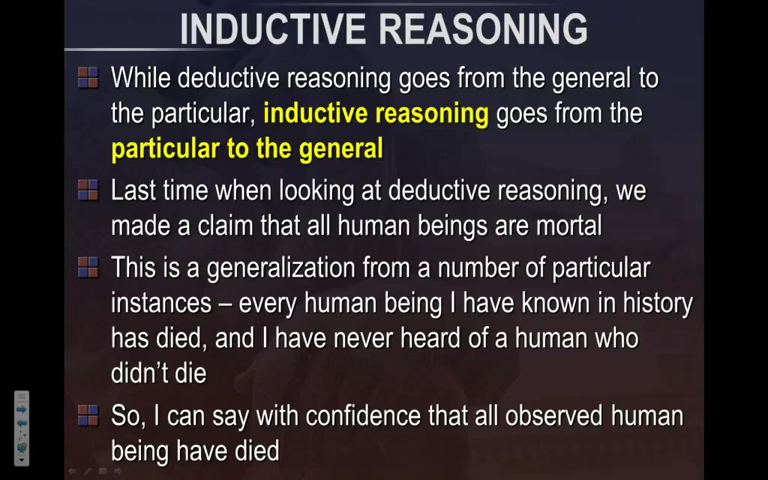 INDUCTIVE REASONING
While deductive reasoning goes from the general to
the particular, inductive reasoning goes from the
particular to the general
Last time when looking at deductive reasoning, we
made a claim that all human beings are mortal
This is a generalization from a number of particular
instances – every human being I have known in history
has died, and I have never heard of a human who
didn’t die
So, I can say with confidence that all observed human
being have died